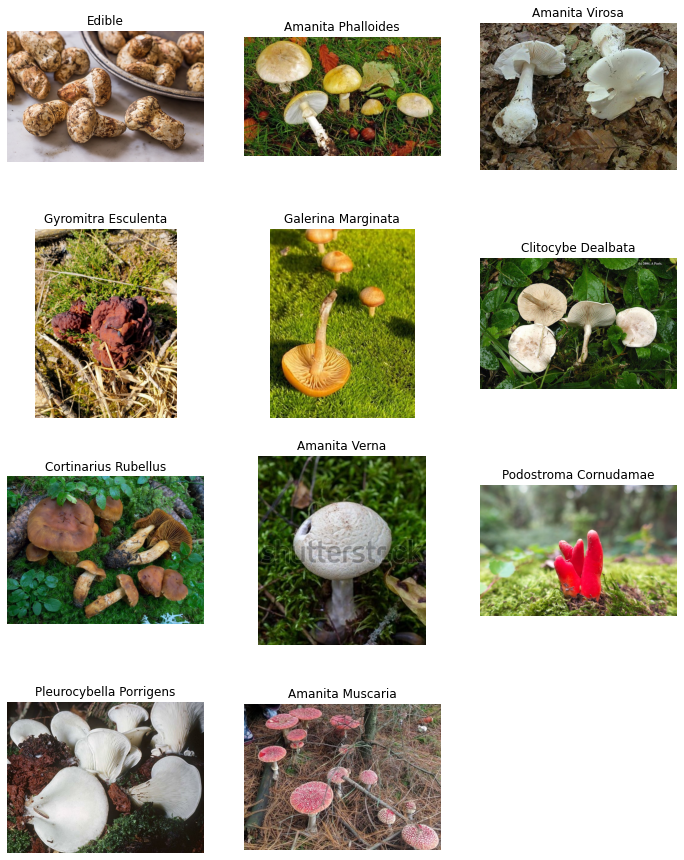 Edible
Amanita Phalloides
Amanita Virosa
Gyromitra Esculenta
Galerina Marginata
Clitocybe Dealbata
Cortinarius Rubellus
Amanita Verna
Podostroma Cornudamae
shutterstock
Pleurocybella Porrigens
Amanita Muscaria